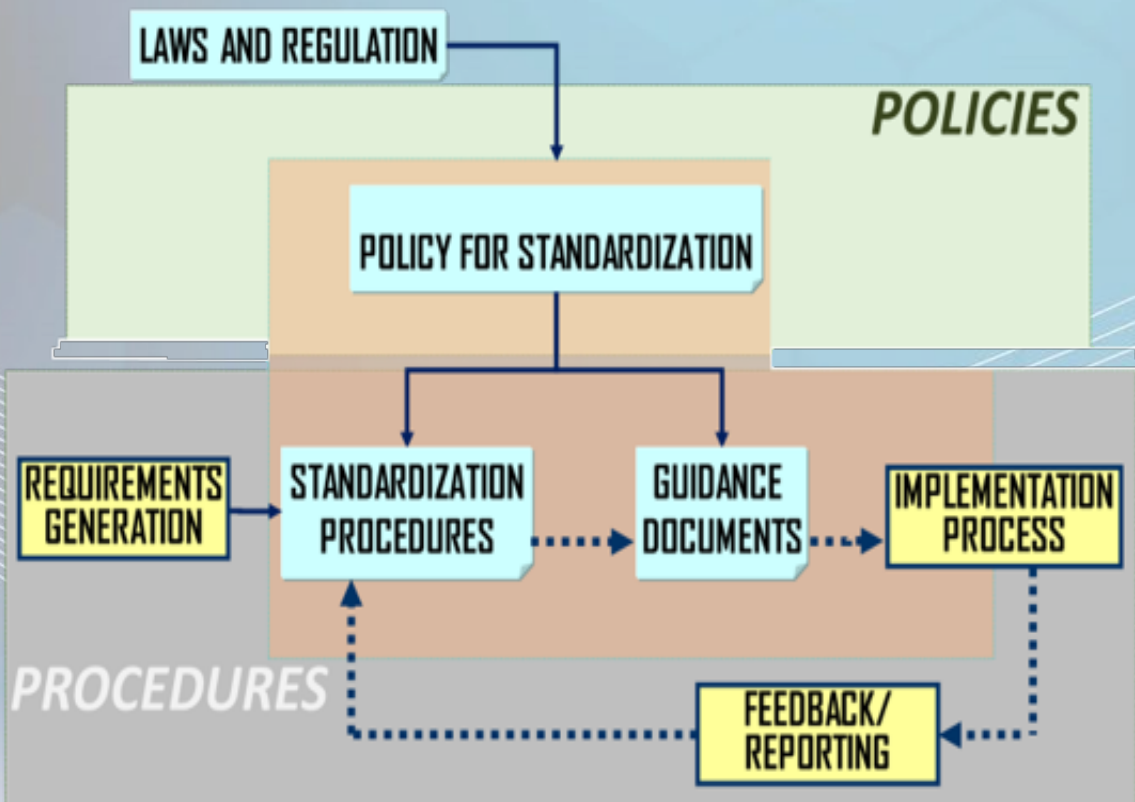 LAWS AND REGULATION
POLICIES
POLICY FOR STANDARDIZATION
REQUIREMENTS
GENERATION
STANDARDIZATION
PROCEDURES
GUIDANCE
DOCUMENTS
IMPLEMENTATION
PROCESS
PROCEDURES
FEEDBACK/
REPORTING